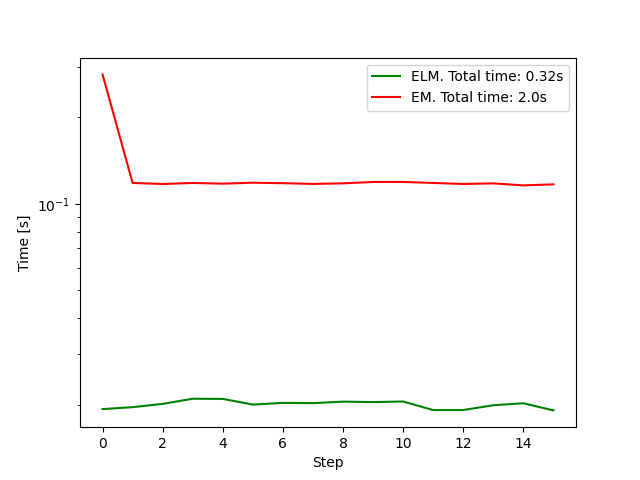 ELM. Total time: 0.32s
EM. Total time: 2.0s
Time [s]
10⁻¹
0 2 4 6 8 10 12 14
Step